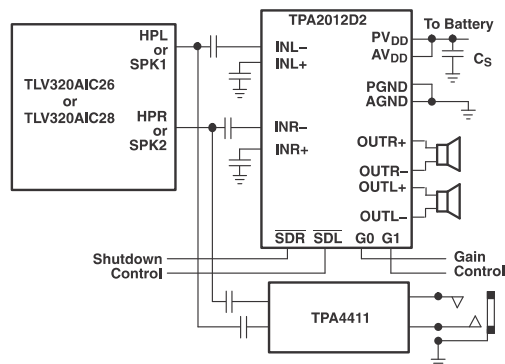 TPA2012D2
HPL
or
SPK1
TLV320AIC26
or
TLV320AIC28
HPR
or
SPK2
INL–
INL+
INR–
INR+
PVDD
AVDD
PGND
AGND
OUTR+
OUTR–
OUTL+
OUTL–
To Battery
CS
SDR SDL G0 G1
Shutdown
Control
Gain
Control
TPA4411